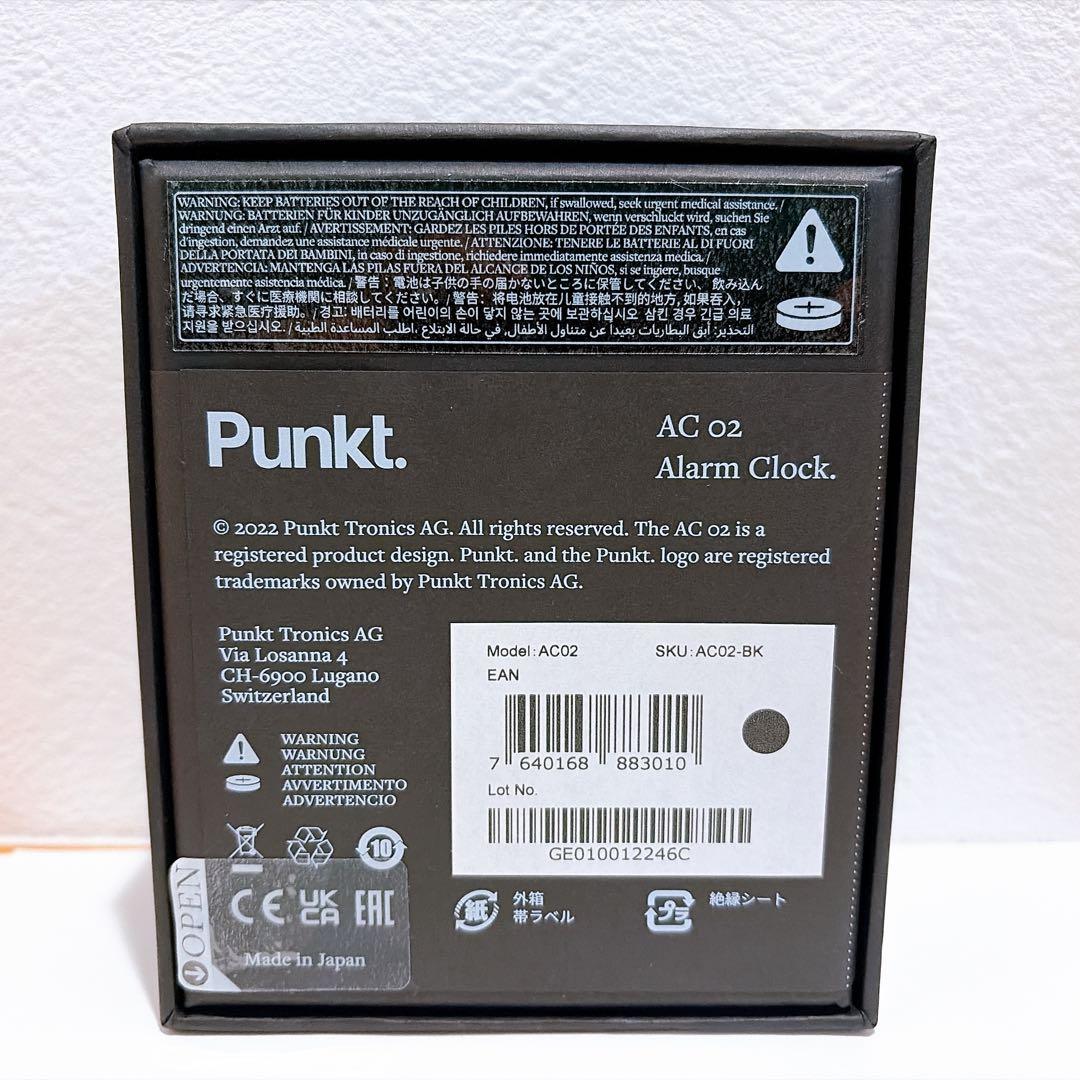 WARNING: KEEP BATTERIES OUT OF THE REACH OF CHILDREN, if swallowed, seek urgent medical assistance. /
WARNUNG: BATTERIEN FÜR KINDER UNZUGÄNGLICH AUFBEWAHREN, wenn verschluckt wird, suchen Sie
dringend einen Arzt auf. / AVERTISSEMENT: GARDEZ LES PILES HORS DE PORTÉE DES ENFANTS, en cas
d'ingestion, demandez une assistance médicale urgente. / ATTENZIONE: TENERE LE BATTERIE AL DI FUORI
DELLA PORTATA DEI BAMBINI, in caso di ingestione, richiedere immediatamente assistenza medica. /
ADVERTENCIA: MANTENGA LAS PILAS FUERA DEL ALCANCE DE LOS NIÑOS, si se ingiere, busque
urgentemente asistencia médica. / 警告：電池は子供の手の届かないところに保管してください、飲み込ん
だ場合、すぐに医療機関に相談してください。/ 警告：将电池放在儿童接触不到的地方, 如果吞入,
请寻求紧急医疗援助。/ 경고: 배터리를 어린이의 손이 닿지 않는 곳에 보관하십시오. 삼킨 경우 긴급 의료
지원을 받으십시오. / التحذير: أبق البطاريات بعيدا عن متناول الأطفال, في حالة الابتلاع ,اطلب المساعدة الطبية
Punkt.
AC 02
Alarm Clock.
© 2022 Punkt Tronics AG. All rights reserved. The AC 02 is a
registered product design. Punkt. and the Punkt. logo are registered
trademarks owned by Punkt Tronics AG.
Punkt Tronics AG
Via Losanna 4
CH-6900 Lugano
Switzerland
WARNING
WARNUNG
ATTENTION
AVVERTIMENTO
ADVERTENCIO
Model: AC02 SKU: AC02-BK
EAN
7 640168 883010
Lot No.
GE010012246C
10
CE UKCA EAC
Made in Japan
OPEN
紙 外箱
帯ラベル
プラ 絶縁シート